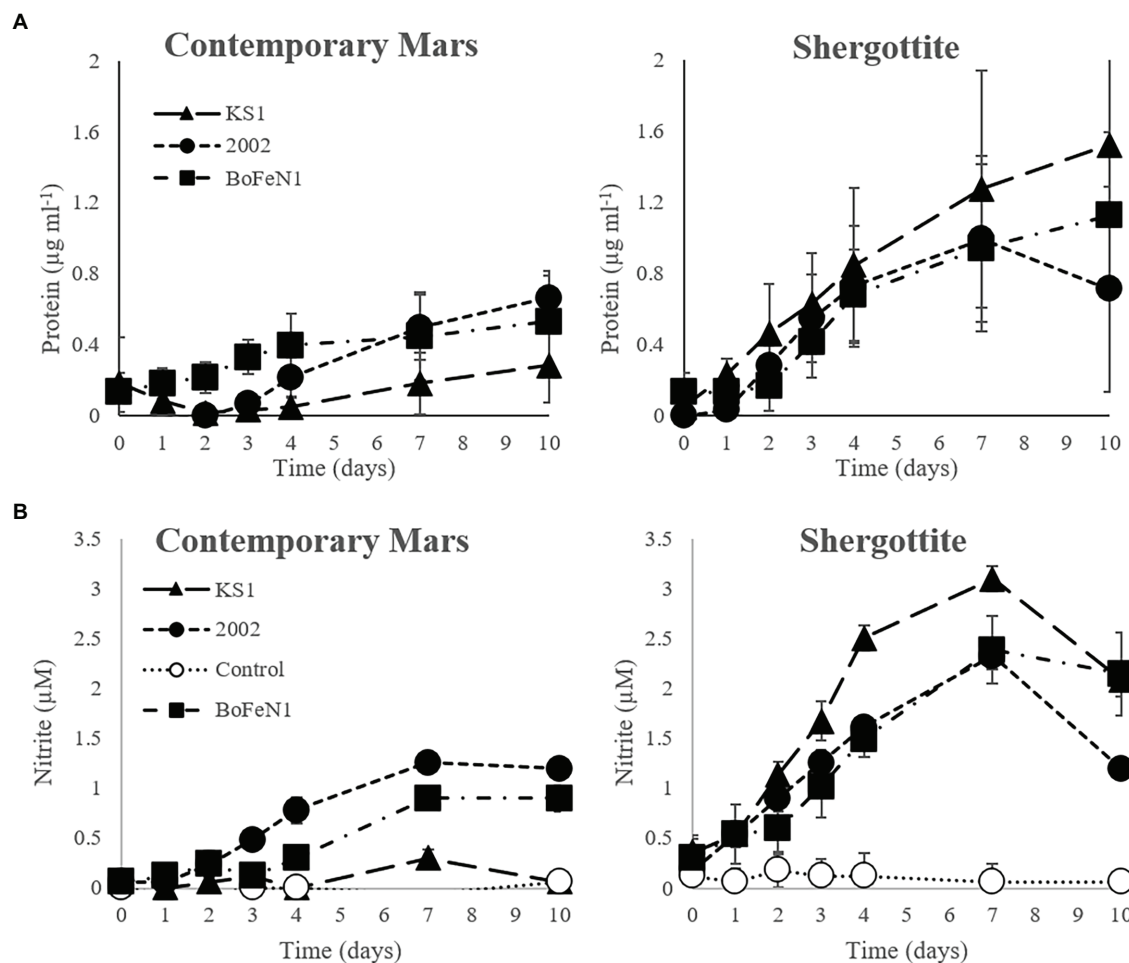 A
Contemporary Mars
Shergottite
2
1.6
1.2
0.8
0.4
0
KS1
2002
BoFeN1
Protein (µg ml-1)
0 1 2 3 4 5 6 7 8 9 10
Time (days)
2
1.6
1.2
0.8
0.4
0
Protein (µg ml-1)
0 1 2 3 4 5 6 7 8 9 10
Time (days)
B
Contemporary Mars
Shergottite
3.5
3
2.5
2
1.5
1
0.5
0
KS1
2002
Control
BoFeN1
Nitrite (µM)
0 1 2 3 4 5 6 7 8 9 10
Time (days)
3.5
3
2.5
2
1.5
1
0.5
0
Nitrite (µM)
0 1 2 3 4 5 6 7 8 9 10
Time (days)